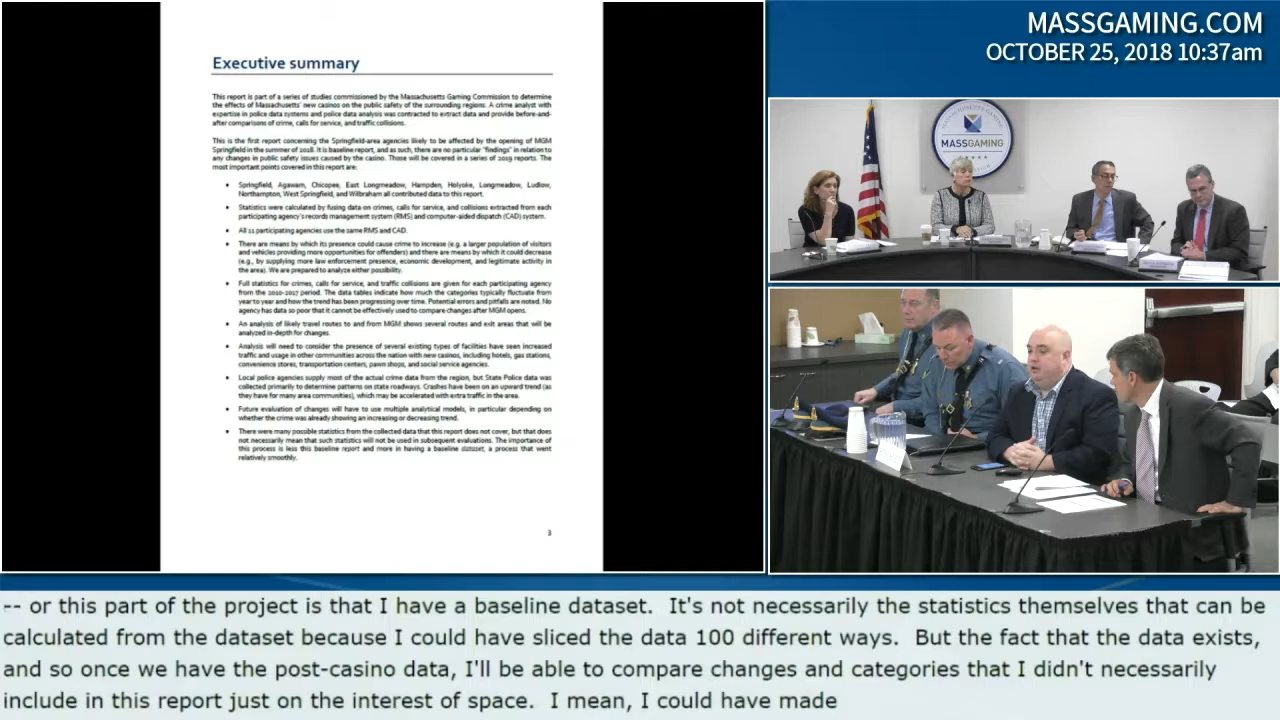 MASSGAMING.COM
OCTOBER 25, 2018 10:37am
Executive summary
This report is part of a series of studies commissioned by the Massachusetts Gaming Commission to determine
the effects of Massachusetts' new casinos on the public safety of the surrounding regions. A crime analyst with
expertise in police data systems and police data analysis was contracted to extract data and provide before-and-
after comparisons of crime, calls for service, and traffic collisions.
This is the first report concerning the Springfield-area agencies likely to be affected by the opening of MGM
Springfield in the summer of 2018. It is baseline report, and as such, there are no particular "findings" in relation to
any changes in public safety issues caused by the casino. Those will be covered in a series of 2019 reports. The
most important points covered in this report are:
• Springfield, Agawam, Chicopee, East Longmeadow, Hampden, Holyoke, Longmeadow, Ludlow,
Northampton, West Springfield, and Wilbraham all contributed data to this report.
• Statistics were calculated by fusing data on crimes, calls for service, and collisions extracted from each
participating agency's records management system (RMS) and computer-aided dispatch (CAD) system.
• All 11 participating agencies use the same RMS and CAD.
• There are means by which its presence could cause crime to increase (e.g. a larger population of visitors
and vehicles providing more opportunities for offenders) and there are means by which it could decrease
(e.g., by supplying more law enforcement presence, economic development, and legitimate activity in
the area). We are prepared to analyze either possibility.
• Full statistics for crimes, calls for service, and traffic collisions are given for each participating agency
from the 2010-2017 period. The data tables indicate how much the categories typically fluctuate from
year to year and how the trend has been progressing over time. Potential errors and pitfalls are noted. No
agency has data so poor that it cannot be effectively used to compare changes after MGM opens.
• An analysis of likely travel routes to and from MGM shows several routes and exit areas that will be
analyzed in-depth for changes.
• Analysis will need to consider the presence of several existing types of facilities have seen increased
traffic and usage in other communities across the nation with new casinos, including hotels, gas stations,
convenience stores, transportation centers, pawn shops, and social service agencies.
• Local police agencies supply most of the actual crime data from the region, but State Police data was
collected primarily to determine patterns on state roadways. Crashes have been on an upward trend (as
they have for many area communities), which may be accelerated with extra traffic in the area.
• Future evaluation of changes will have to use multiple analytical models, in particular depending on
whether the crime was already showing an increasing or decreasing trend.
• There were many possible statistics from the collected data that this report does not cover, but that does
not necessarily mean that such statistics will not be used in subsequent evaluations. The importance of
this process is less this baseline report and more in having a baseline dataset, a process that went
relatively smoothly.
3
MASSGAMING
-- or this part of the project is that I have a baseline dataset. It's not necessarily the statistics themselves that can be
calculated from the dataset because I could have sliced the data 100 different ways. But the fact that the data exists,
and so once we have the post-casino data, I'll be able to compare changes and categories that I didn't necessarily
include in this report just on the interest of space. I mean, I could have made